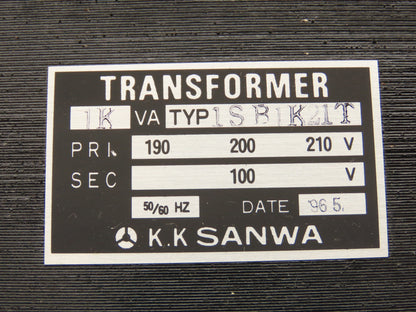 TRANSFORMER
1K VA TYP 1SB1K21T
PRI. 190 200 210 V
SEC 100 V
50/60 HZ DATE '96 5.
K.K SANWA